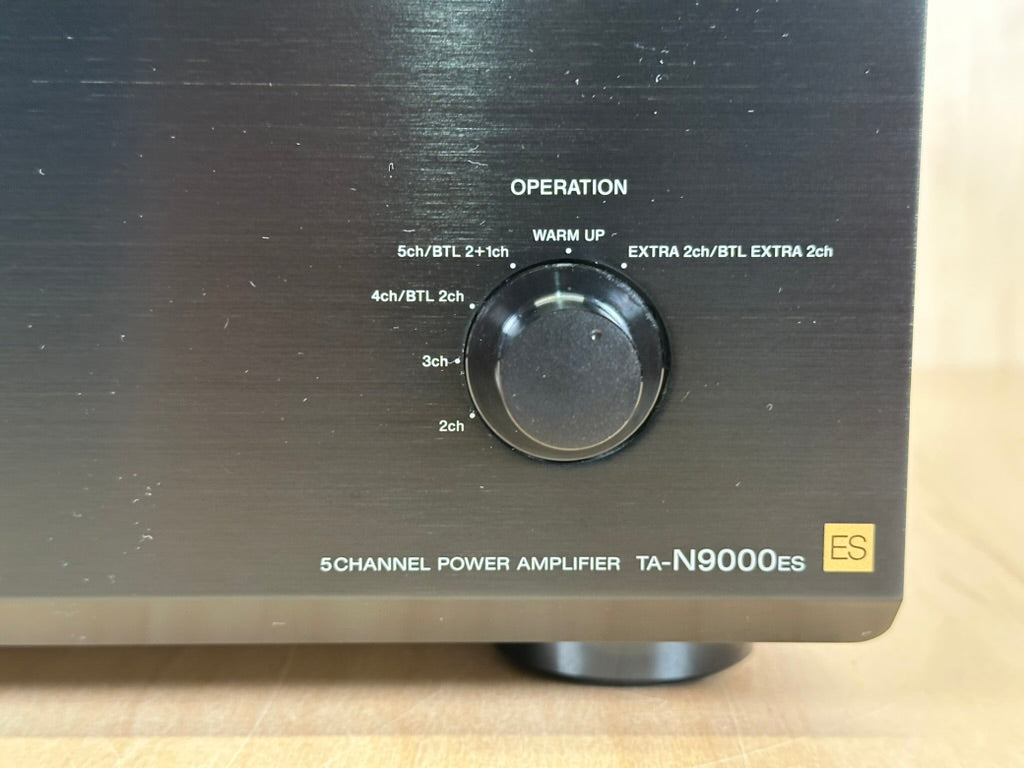 OPERATION
WARM UP
5ch/BTL 2+1ch
EXTRA 2ch/BTL EXTRA 2ch
4ch/BTL 2ch
3ch
2ch
5CHANNEL POWER AMPLIFIER TA-N9000ES
ES